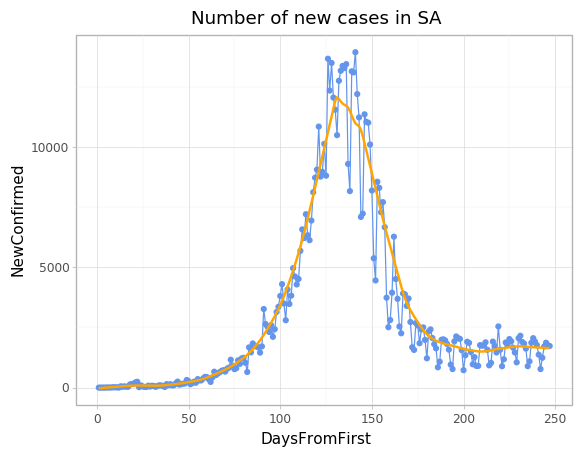 Number of new cases in SA
NewConfirmed
10000
5000
0
0 50 100 150 200 250
DaysFromFirst